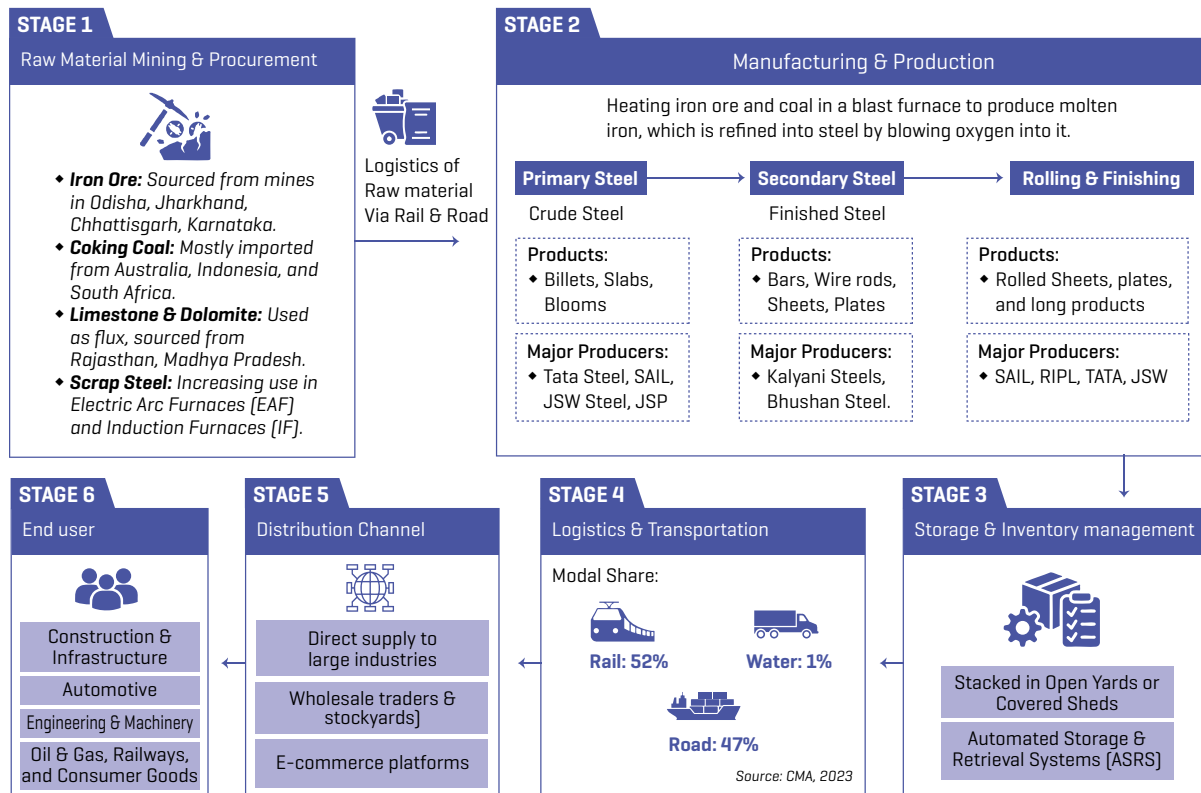 STAGE 1
Raw Material Mining & Procurement
◆ Iron Ore: Sourced from mines
in Odisha, Jharkhand,
Chhattisgarh, Karnataka.
◆ Coking Coal: Mostly imported
from Australia, Indonesia, and
South Africa.
◆ Limestone & Dolomite: Used
as flux, sourced from
Rajasthan, Madhya Pradesh.
◆ Scrap Steel: Increasing use in
Electric Arc Furnaces (EAF)
and Induction Furnaces (IF).
Logistics of
Raw material
Via Rail & Road
STAGE 2
Manufacturing & Production
Heating iron ore and coal in a blast furnace to produce molten
iron, which is refined into steel by blowing oxygen into it.
Primary Steel
Crude Steel
Products:
◆ Billets, Slabs,
Blooms
Major Producers:
◆ Tata Steel, SAIL,
JSW Steel, JSP
Secondary Steel
Finished Steel
Products:
◆ Bars, Wire rods,
Sheets, Plates
Major Producers:
◆ Kalyani Steels,
Bhushan Steel.
Rolling & Finishing
Products:
◆ Rolled Sheets, plates,
and long products
Major Producers:
◆ SAIL, RIPL, TATA, JSW
STAGE 3
Storage & Inventory management
Stacked in Open Yards or
Covered Sheds
Automated Storage &
Retrieval Systems (ASRS)
STAGE 4
Logistics & Transportation
Modal Share:
Rail: 52%
Water: 1%
Road: 47%
Source: CMA, 2023
STAGE 5
Distribution Channel
Direct supply to
large industries
Wholesale traders &
stockyards)
E-commerce platforms
STAGE 6
End user
Construction &
Infrastructure
Automotive
Engineering & Machinery
Oil & Gas, Railways,
and Consumer Goods